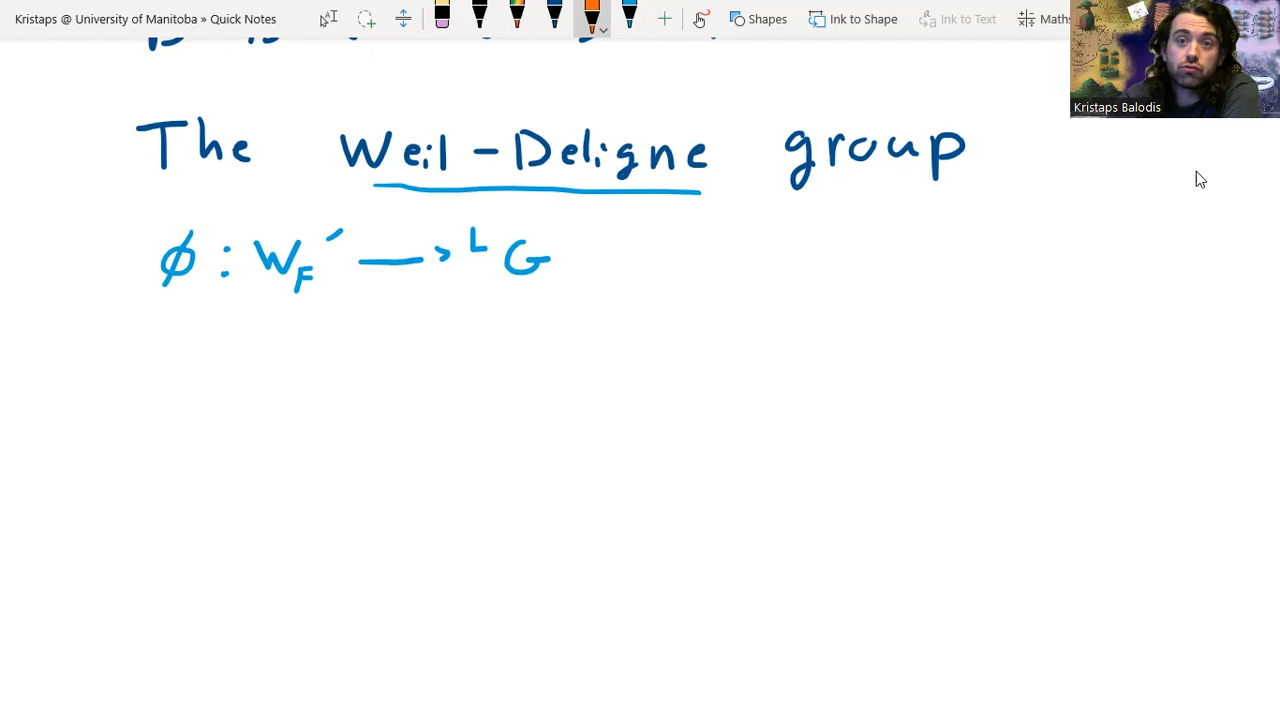 Kristaps @ University of Manitoba » Quick Notes
Shapes
Ink to Shape
Ink to Text
Maths
Kristaps Balodis
The Weil-Deligne group
ϕ : W_F′ → ᴸG